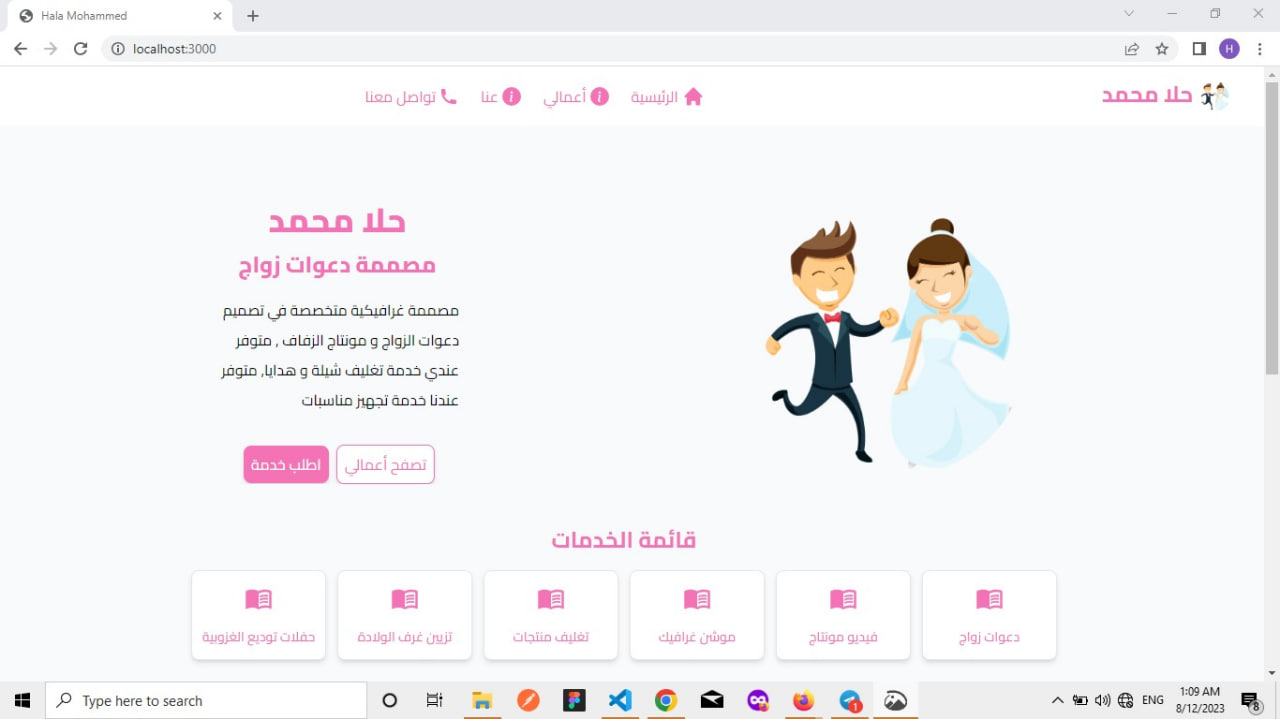 Hala Mohammed
localhost:3000
H
حلا محمد
الرئيسية
أعمالي
عنا
تواصل معنا
حلا محمد
مصممة دعوات زواج
مصممة غرافيكية متخصصة في تصميم
دعوات الزواج و مونتاج الزفاف , متوفر
عندي خدمة تغليف شيلة و هدايا, متوفر
عندنا خدمة تجهيز مناسبات
تصفح أعمالي
اطلب خدمة
قائمة الخدمات
دعوات زواج
فيديو مونتاج
موشن غرافيك
تغليف منتجات
تزيين غرف الولادة
حفلات توديع الغزوبية
Type here to search
1
ENG
1:09 AM
8/12/2023
8